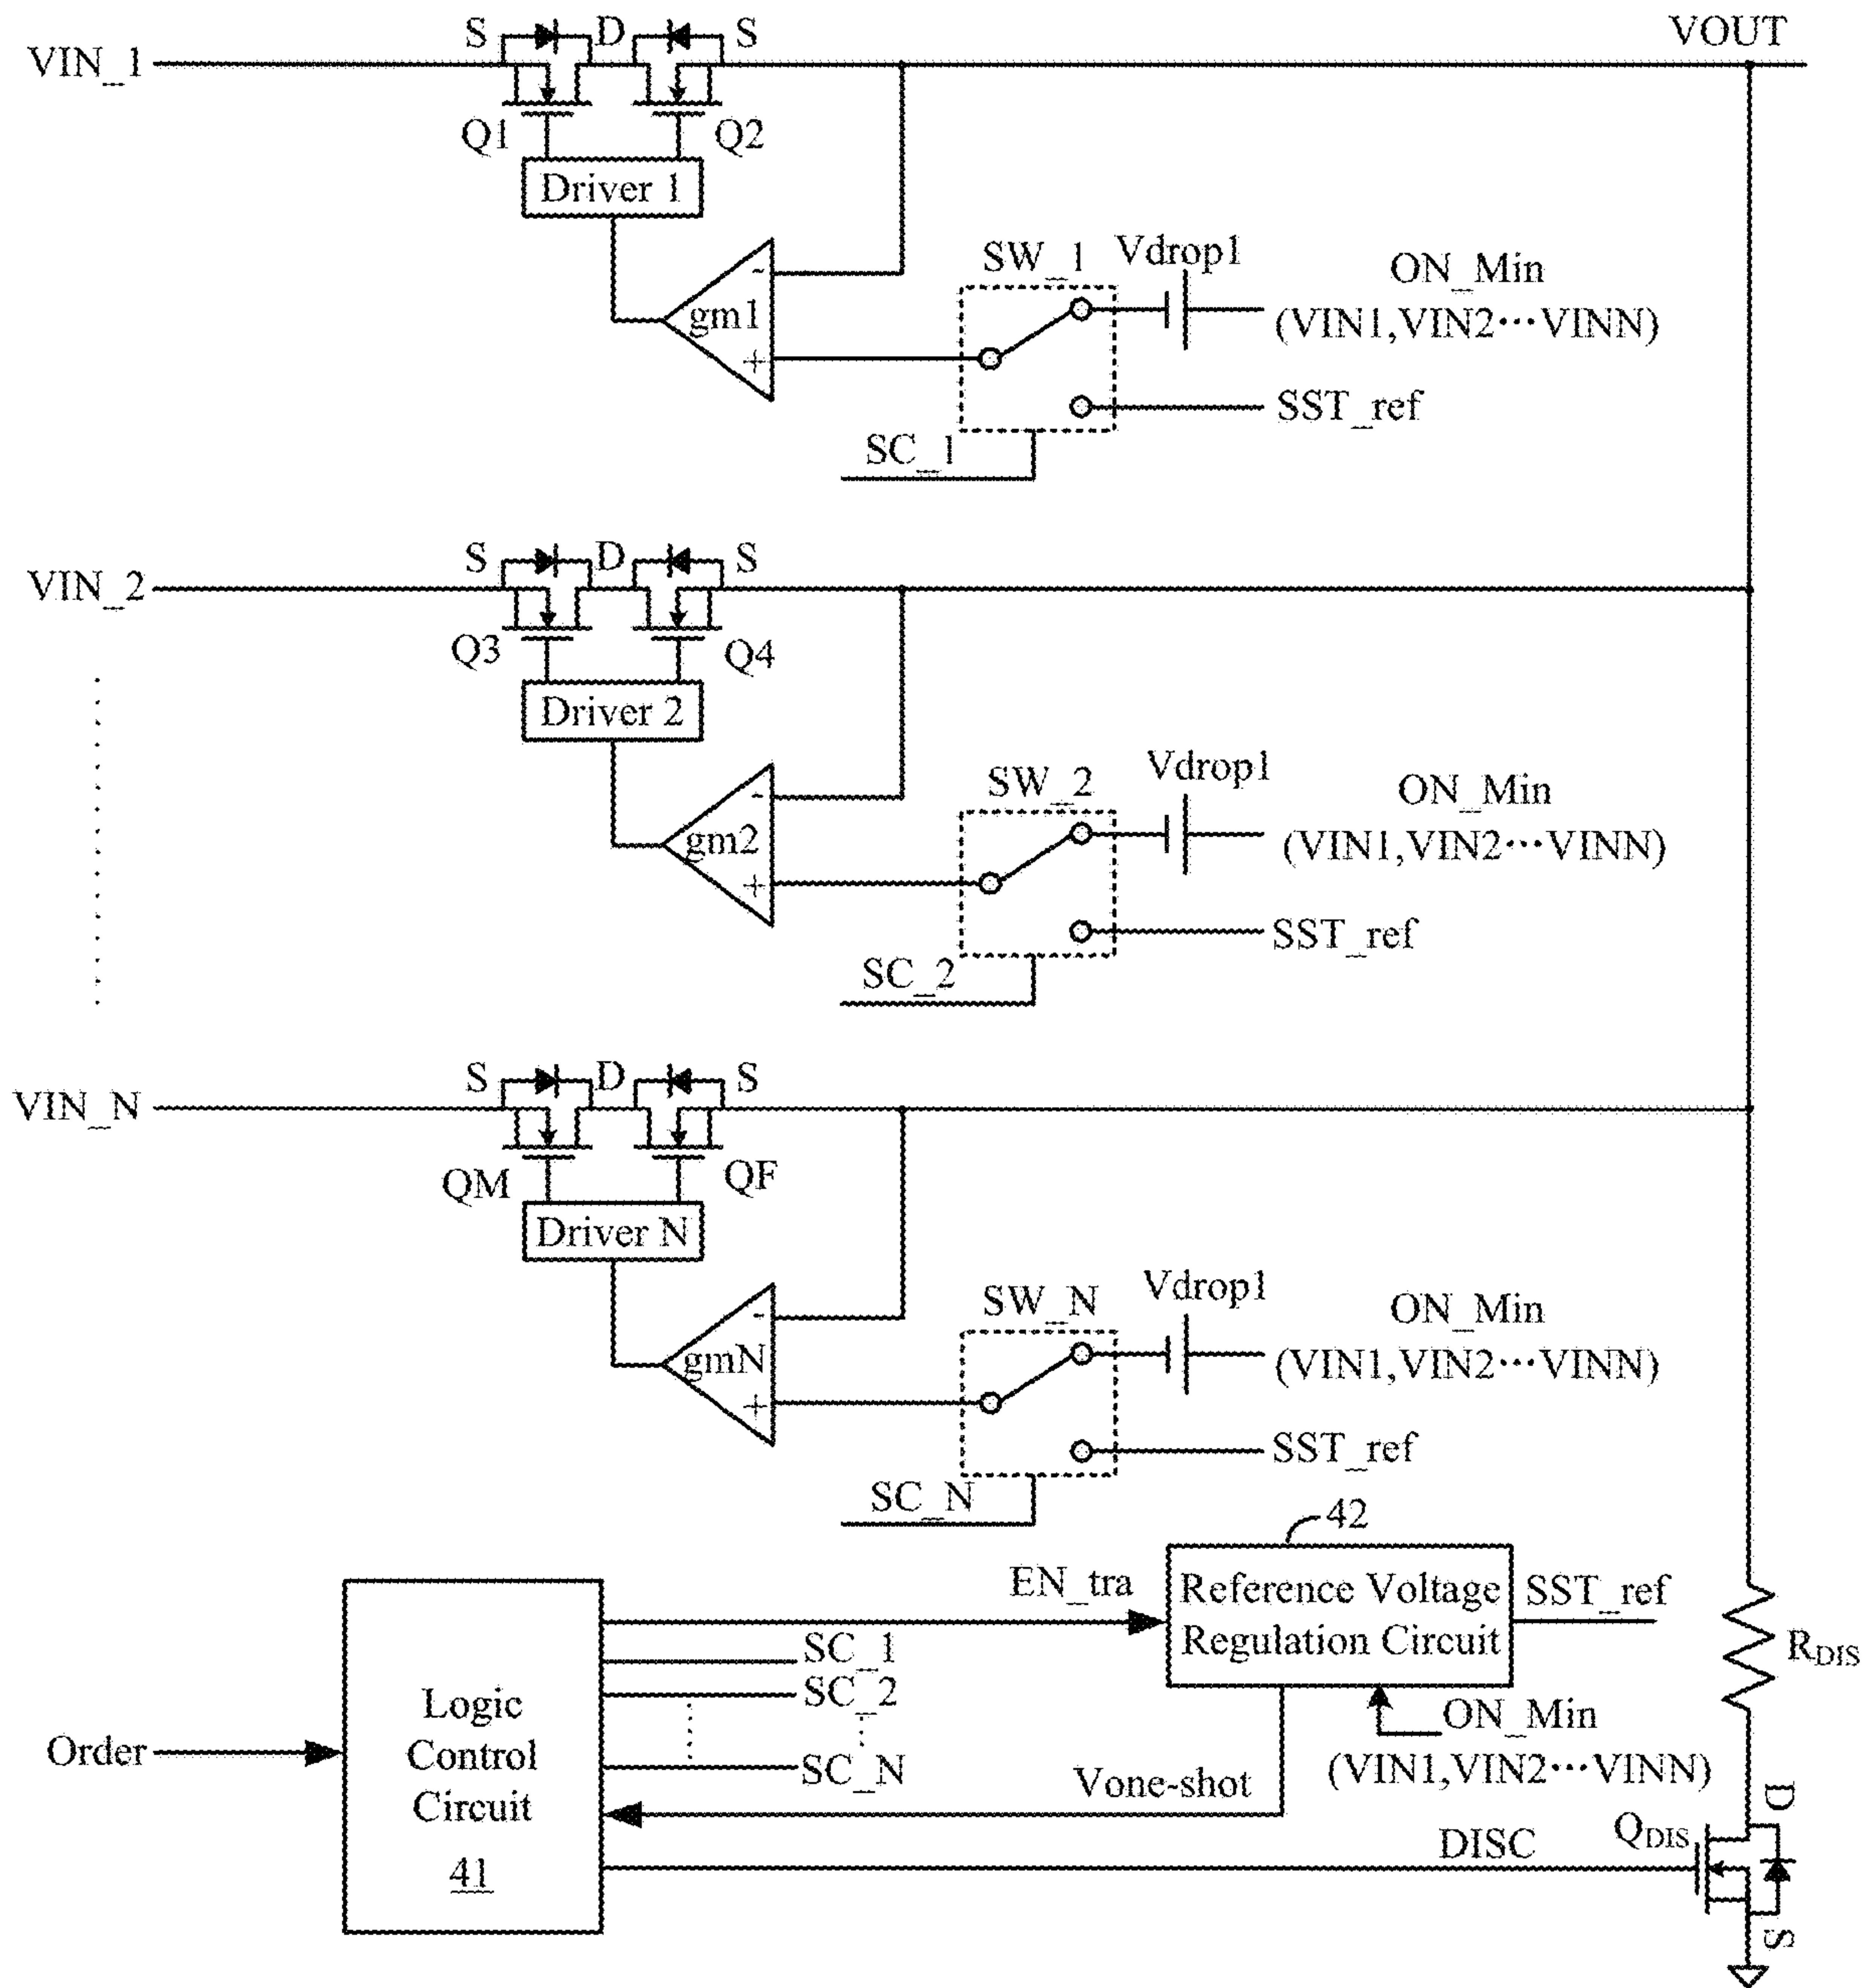 S D S VOUT
VIN_1
Q1 Q2
Driver 1
SW_1 Vdrop1 ON_Min
- gm1 (VIN1,VIN2···VINN)
+
SST_ref
SC_1
S D S
VIN_2
Q3 Q4
Driver 2
SW_2 Vdrop1 ON_Min
- gm2 (VIN1,VIN2···VINN)
+
SST_ref
SC_2
S D S
VIN_N
QM QF
Driver N
SW_N Vdrop1 ON_Min
- gmN (VIN1,VIN2···VINN)
+
SST_ref
SC_N
42
EN_tra Reference Voltage SST_ref
Regulation Circuit
RDIS
SC_1
SC_2
SC_N
Order
Logic
Control
Circuit
41
ON_Min
(VIN1,VIN2···VINN)
Vone-shot
DISC
QDIS
D
S